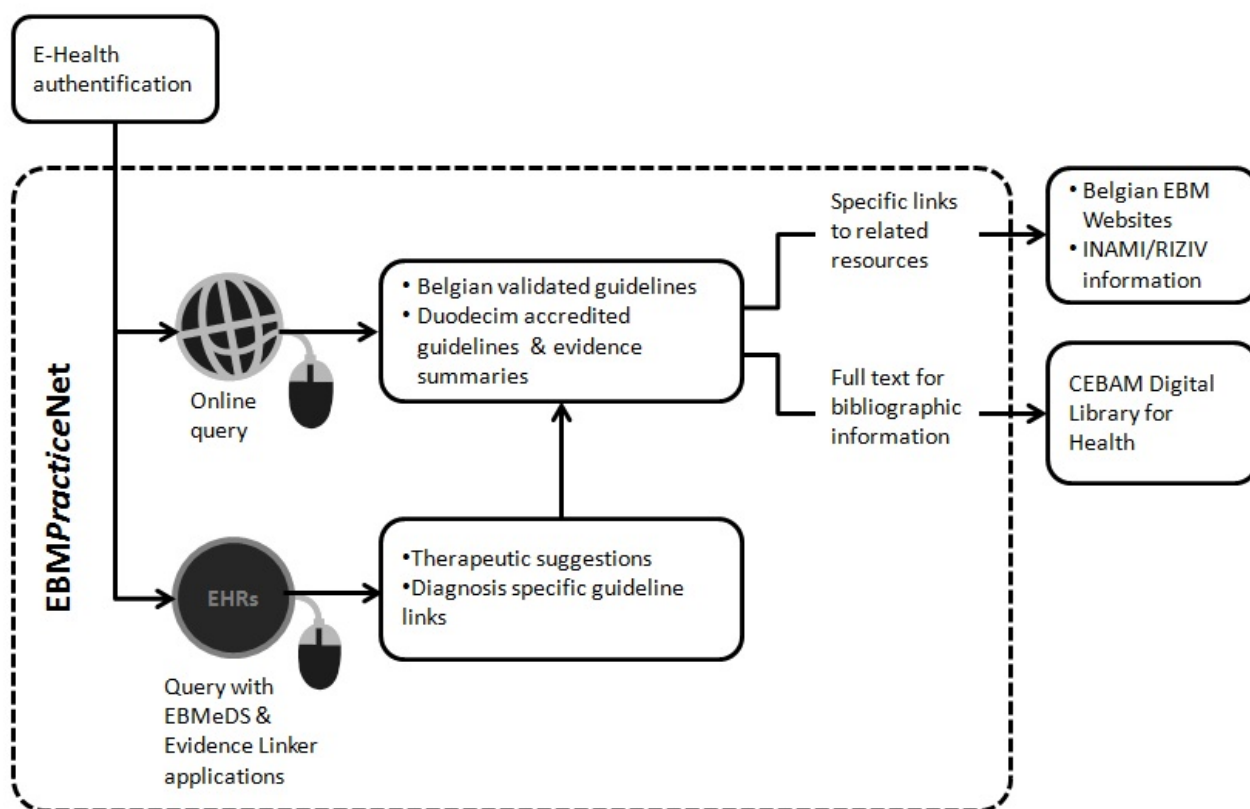 E-Health
authentification
EBMPracticeNet
Online
query
• Belgian validated guidelines
• Duodecim accredited
guidelines & evidence
summaries
Specific links
to related
resources
• Belgian EBM
Websites
• INAMI/RIZIV
information
Full text for
bibliographic
information
CEBAM Digital
Library for
Health
EHRs
Query with
EBMeDS &
Evidence Linker
applications
•Therapeutic suggestions
•Diagnosis specific guideline
links